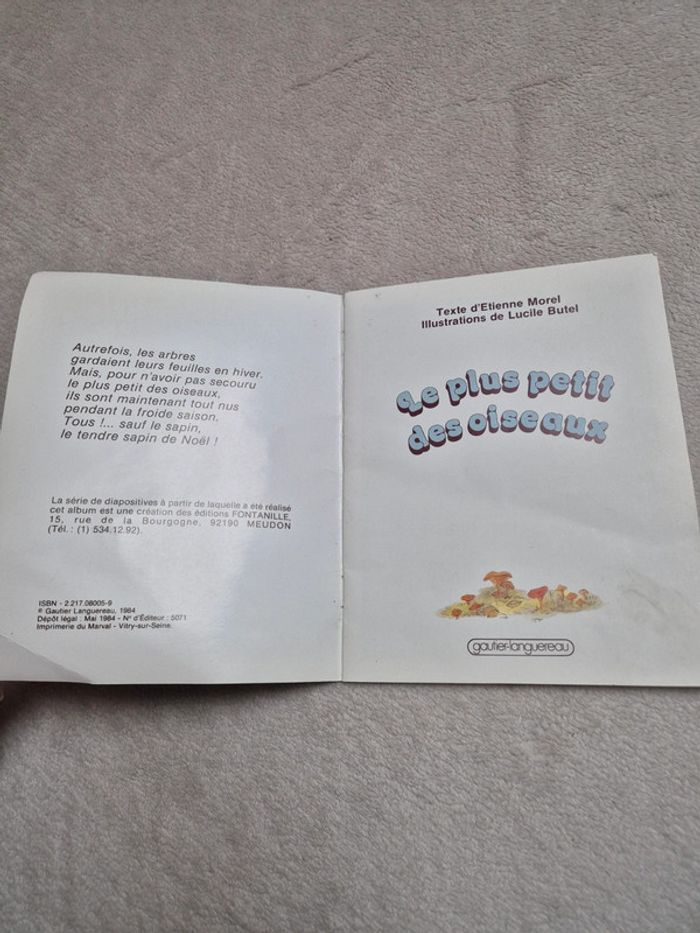 Autrefois, les arbres
gardaient leurs feuilles en hiver.
Mais, pour n'avoir pas secouru
le plus petit des oiseaux,
ils sont maintenant tout nus
pendant la froide saison.
Tous !... sauf le sapin,
le tendre sapin de Noël !
La série de diapositives à partir de laquelle a été réalisé
cet album est une création des éditions FONTANILLE,
15, rue de la Bourgogne, 92190 MEUDON
(Tél. : (1) 534.12.92).
ISBN - 2.217.08005-9
© Gautier Languereau, 1984
Dépôt légal : Mai 1984 - N° d'Éditeur : 5071
Imprimerie du Marval - Vitry-sur-Seine.
Texte d'Etienne Morel
Illustrations de Lucile Butel
Le plus petit
des oiseaux
gautier-languereau